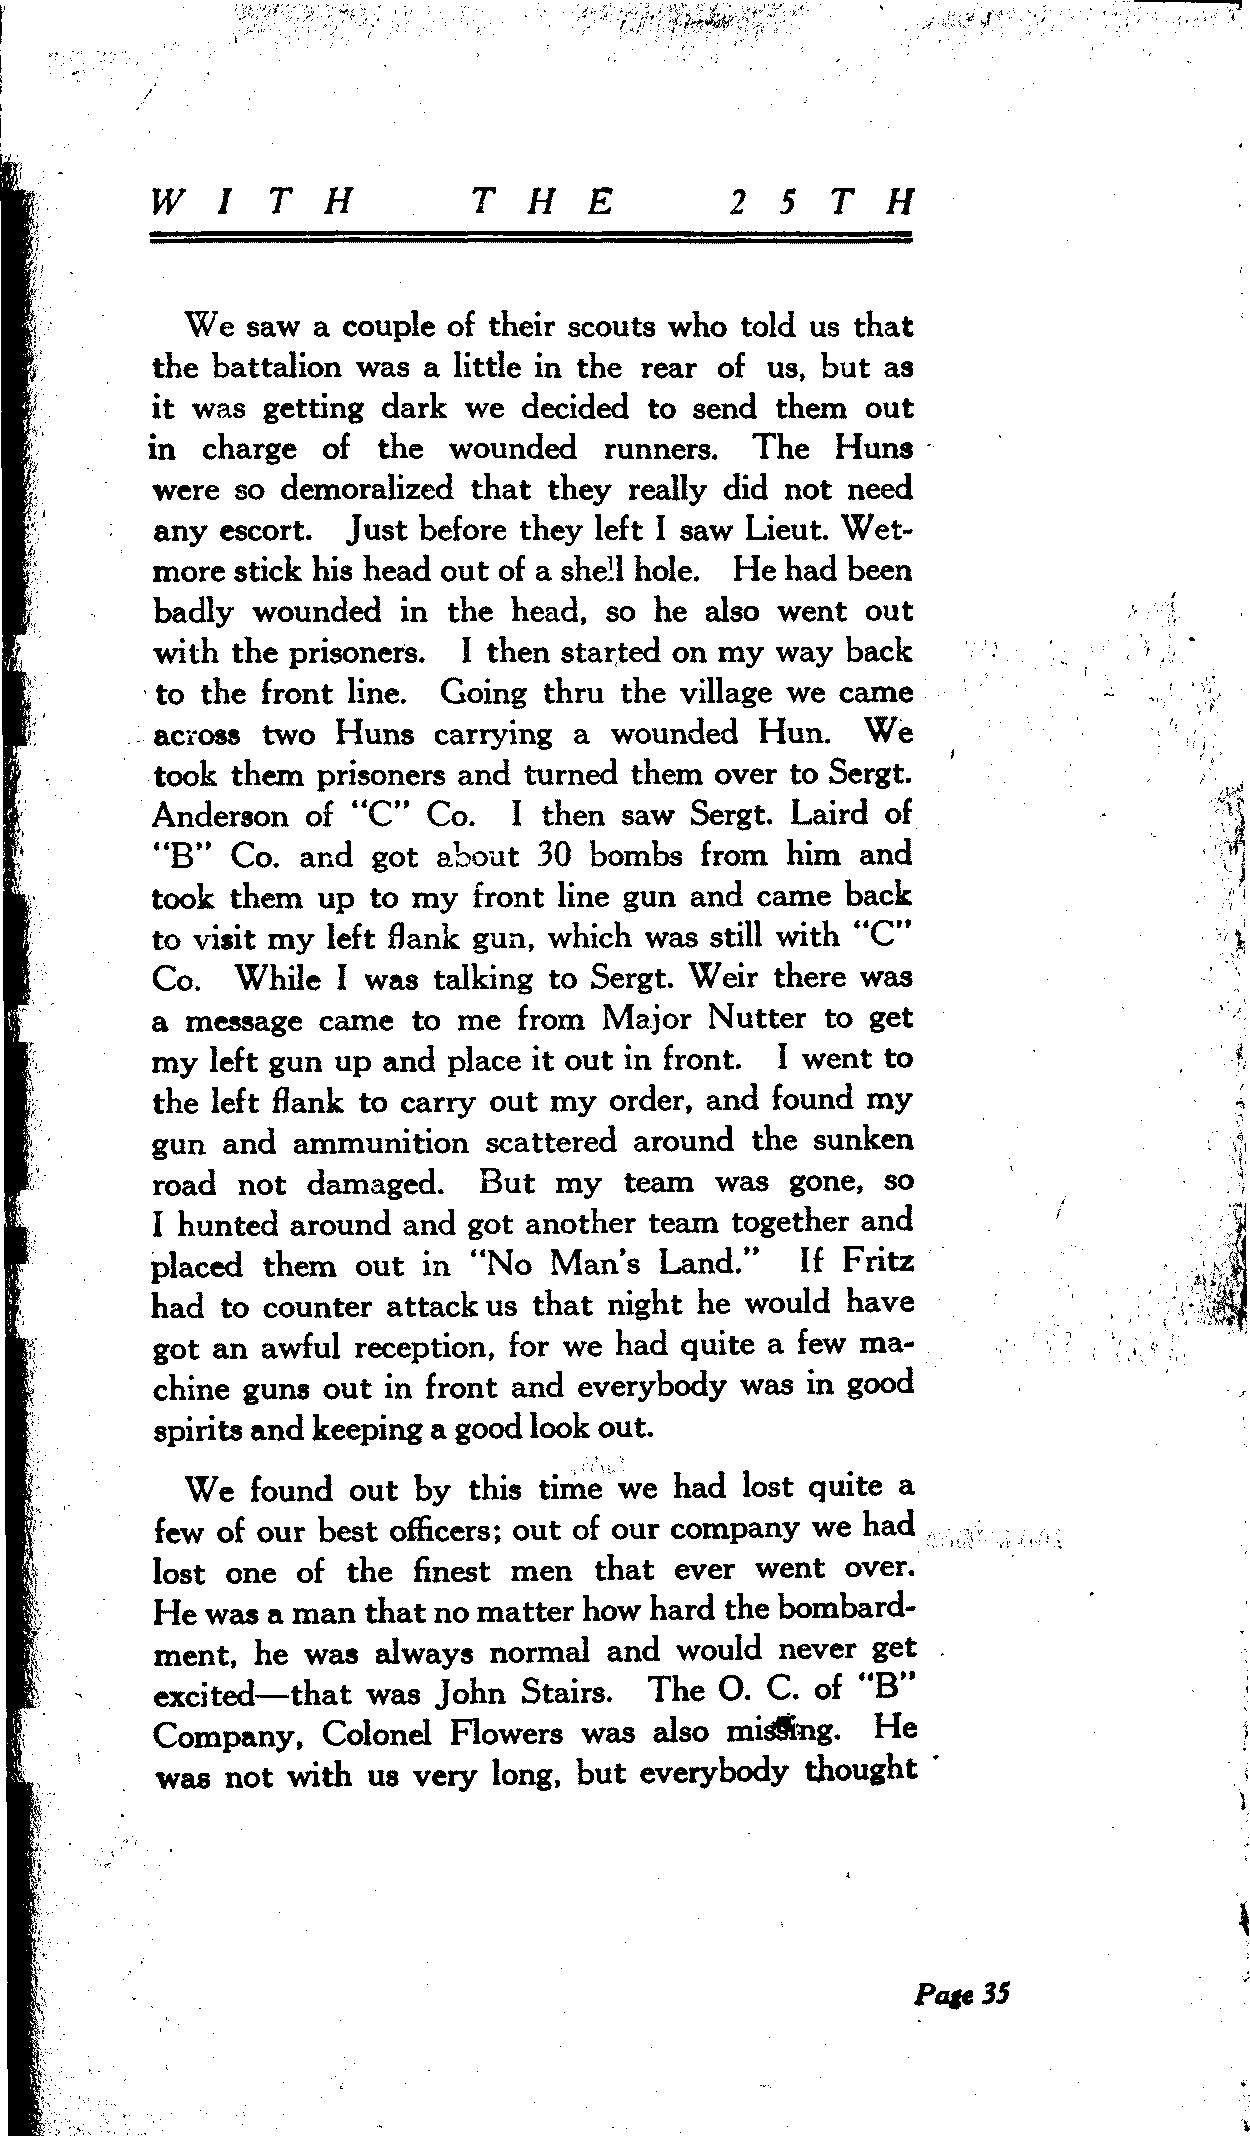 WITH THE 25TH
We saw a couple of their scouts who told us that
the battalion was a little in the rear of us, but as
it was getting dark we decided to send them out
in charge of the wounded runners. The Huns
were so demoralized that they really did not need
any escort. Just before they left I saw Lieut. Wet-
more stick his head out of a shell hole. He had been
badly wounded in the head, so he also went out
with the prisoners. I then started on my way back
to the front line. Going thru the village we came
across two Huns carrying a wounded Hun. We
took them prisoners and turned them over to Sergt.
Anderson of "C" Co. I then saw Sergt. Laird of
"B" Co. and got about 30 bombs from him and
took them up to my front line gun and came back
to visit my left flank gun, which was still with "C"
Co. While I was talking to Sergt. Weir there was
a message came to me from Major Nutter to get
my left gun up and place it out in front. I went to
the left flank to carry out my order, and found my
gun and ammunition scattered around the sunken
road not damaged. But my team was gone, so
I hunted around and got another team together and
placed them out in "No Man's Land." If Fritz
had to counter attack us that night he would have
got an awful reception, for we had quite a few ma-
chine guns out in front and everybody was in good
spirits and keeping a good look out.
We found out by this time we had lost quite a
few of our best officers; out of our company we had
lost one of the finest men that ever went over.
He was a man that no matter how hard the bombard-
ment, he was always normal and would never get
excited—that was John Stairs. The O. C. of "B"
Company, Colonel Flowers was also missing. He
was not with us very long, but everybody thought
Page 35